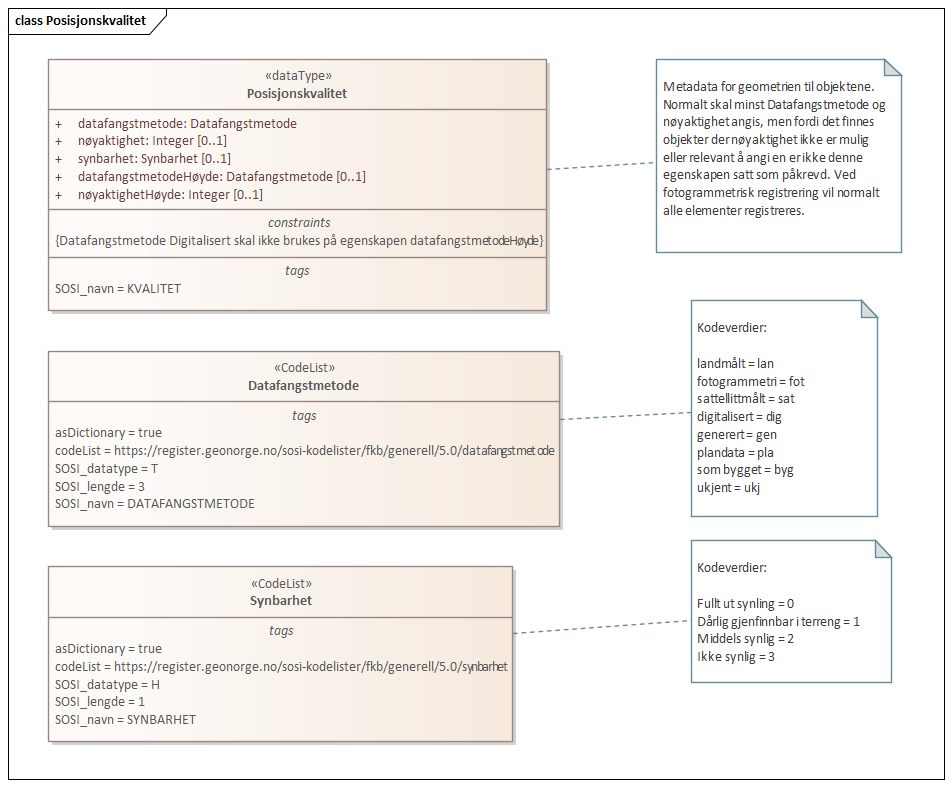 class Posisjonskvalitet
«dataType»
Posisjonskvalitet
+ datafangstmetode: Datafangstmetode
+ nøyaktighet: Integer [0..1]
+ synbarhet: Synbarhet [0..1]
+ datafangstmetodeHøyde: Datafangstmetode [0..1]
+ nøyaktighetHøyde: Integer [0..1]
constraints
{Datafangstmetode Digitalisert skal ikke brukes på egenskapen datafangstmetodeHøyde}
tags
SOSI_navn = KVALITET
Metadata for geometrien til objektene.
Normalt skal minst Datafangstmetode og
nøyaktighet angis, men fordi det finnes
objekter der nøyaktighet ikke er mulig
eller relevant å angi en er ikke denne
egenskapen satt som påkrevd. Ved
fotogrammetrisk registrering vil normalt
alle elementer registreres.
«CodeList»
Datafangstmetode
tags
asDictionary = true
codeList = https://register.geonorge.no/sosi-kodelister/fkb/generell/5.0/datafangstmetode
SOSI_datatype = T
SOSI_lengde = 3
SOSI_navn = DATAFANGSTMETODE
Kodeverdier:
landmålt = lan
fotogrammetri = fot
sattellittmålt = sat
digitalisert = dig
generert = gen
plandata = pla
som bygget = byg
ukjent = ukj
«CodeList»
Synbarhet
tags
asDictionary = true
codeList = https://register.geonorge.no/sosi-kodelister/fkb/generell/5.0/synbarhet
SOSI_datatype = H
SOSI_lengde = 1
SOSI_navn = SYNBARHET
Kodeverdier:
Fullt ut synling = 0
Dårlig gjenfinnbar i terreng = 1
Middels synlig = 2
Ikke synlig = 3